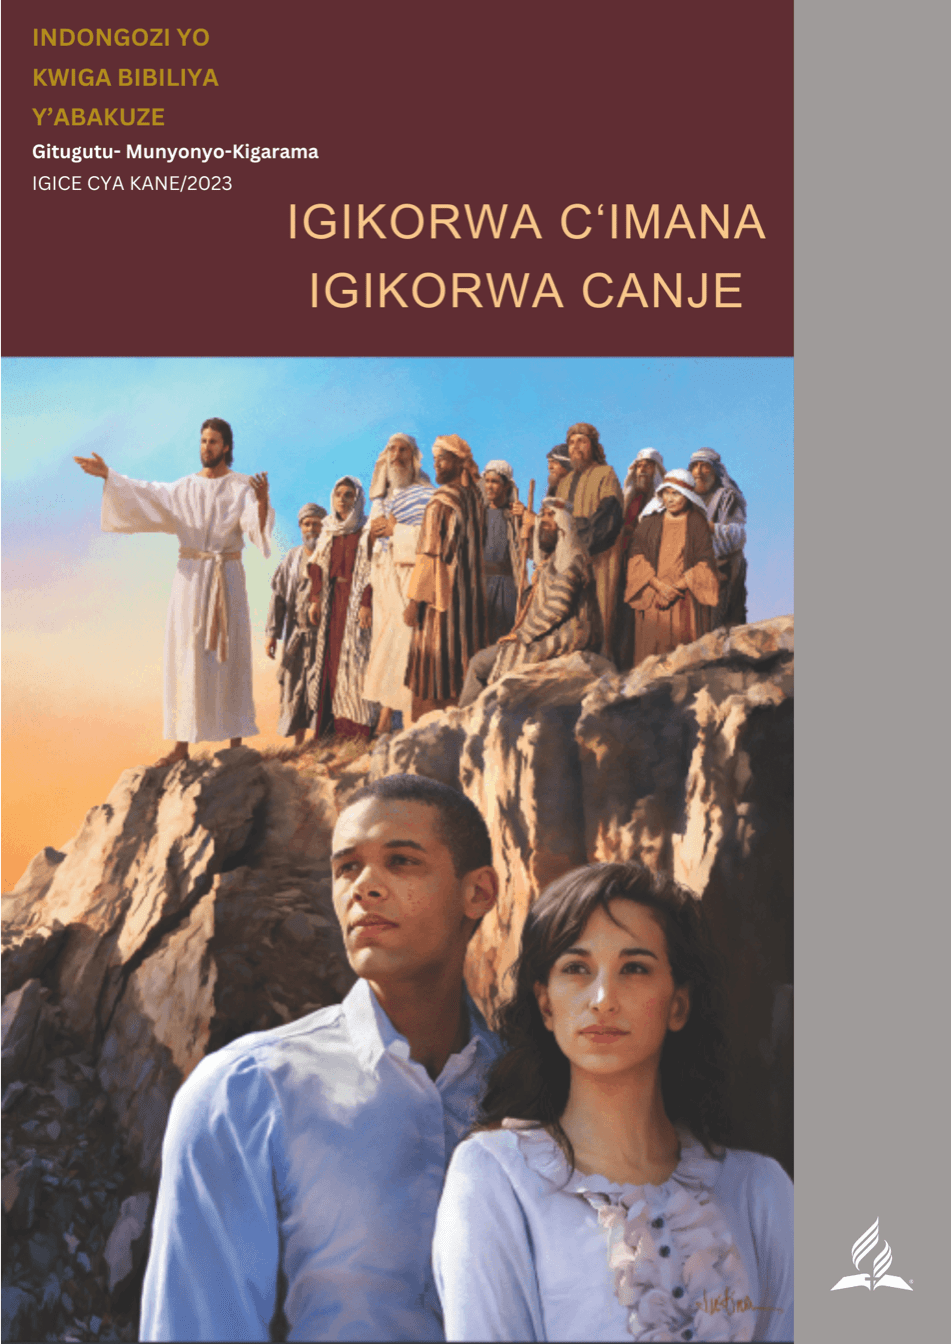 INDONGOZI YO
KWIGA BIBILIYA
Y’ABAKUZE
Gitugutu- Munyonyo-Kigarama
IGICE CYA KANE/2023
IGIKORWA C‘IMANA
IGIKORWA CANJE